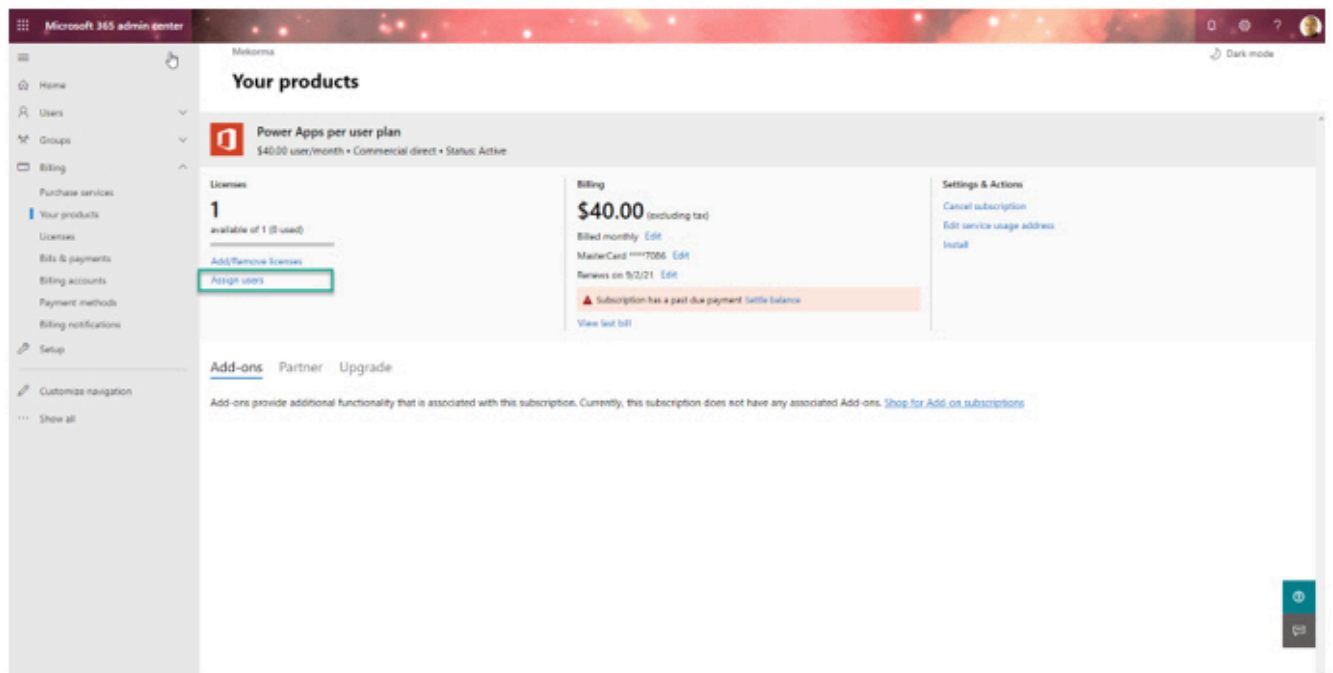 Microsoft 365 admin center
?
Mekorma
Dark mode
Your products
Home
Users
Groups
Billing
Purchase services
Your products
Licenses
Bills & payments
Billing accounts
Payment methods
Billing notifications
Setup
Customize navigation
Show all
Power Apps per user plan
$40.00 user/month • Commercial direct • Status: Active
Licenses
1
available of 1 (0 used)
Add/Remove licenses
Assign users
Billing
$40.00 (excluding tax)
Billed monthly Edit
MasterCard ****7086 Edit
Renews on 9/2/21 Edit
Subscription has a past due payment Settle balance
View last bill
Settings & Actions
Cancel subscription
Edit service usage address
Install
Add-ons Partner Upgrade
Add-ons provide additional functionality that is associated with this subscription. Currently, this subscription does not have any associated Add-ons. Shop for Add-on subscriptions